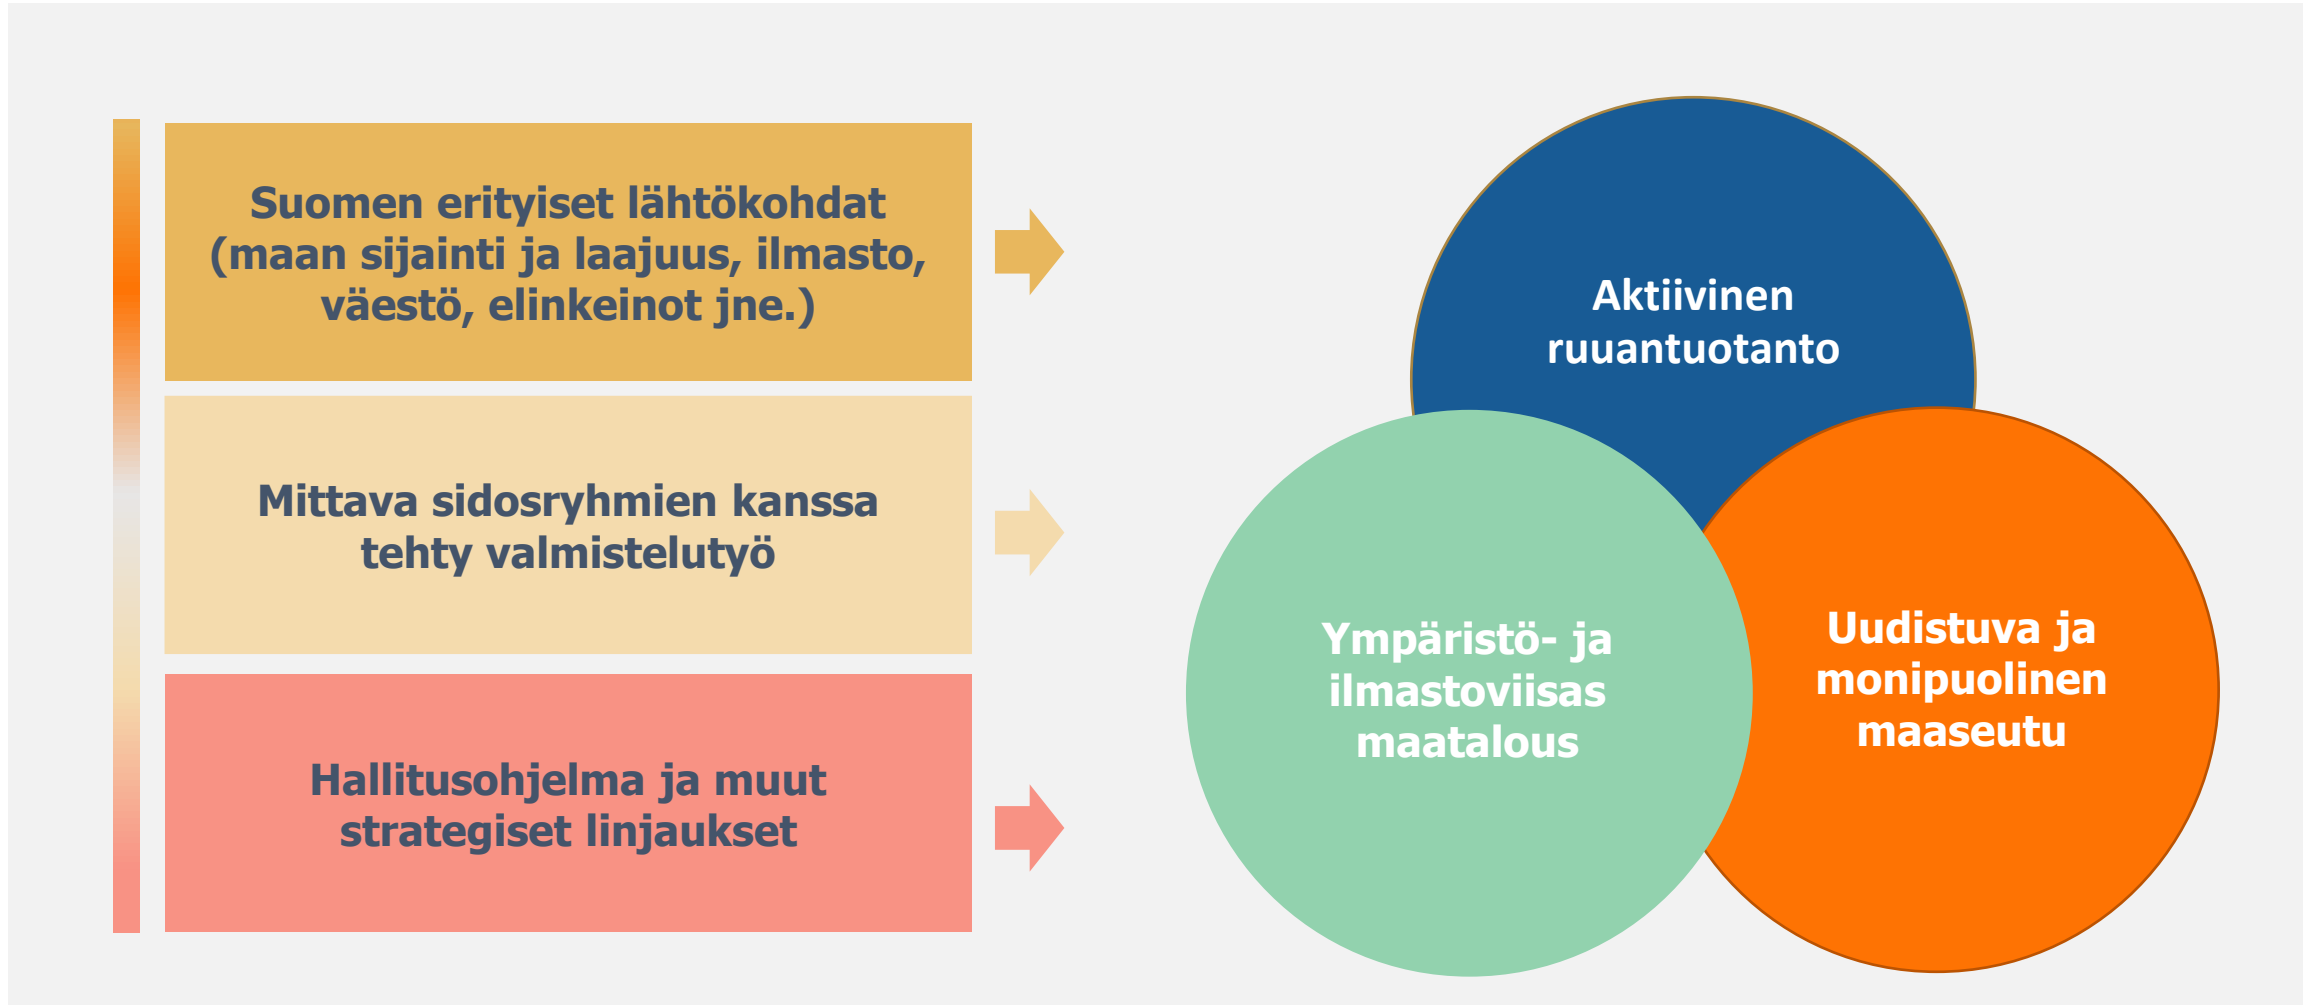 Suomen erityiset lähtökohdat
(maan sijainti ja laajuus, ilmasto,
väestö, elinkeinot jne.)
Mittava sidosryhmien kanssa
tehty valmistelutyö
Hallitusohjelma ja muut
strategiset linjaukset
Aktiivinen
ruuantuotanto
Ympäristö- ja
ilmastoviisas
maatalous
Uudistuva ja
monipuolinen
maaseutu